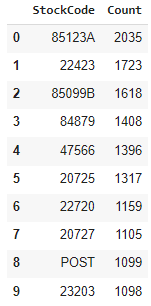 StockCode Count
0 85123A 2035
1 22423 1723
2 85099B 1618
3 84879 1408
4 47566 1396
5 20725 1317
6 22720 1159
7 20727 1105
8 POST 1099
9 23203 1098